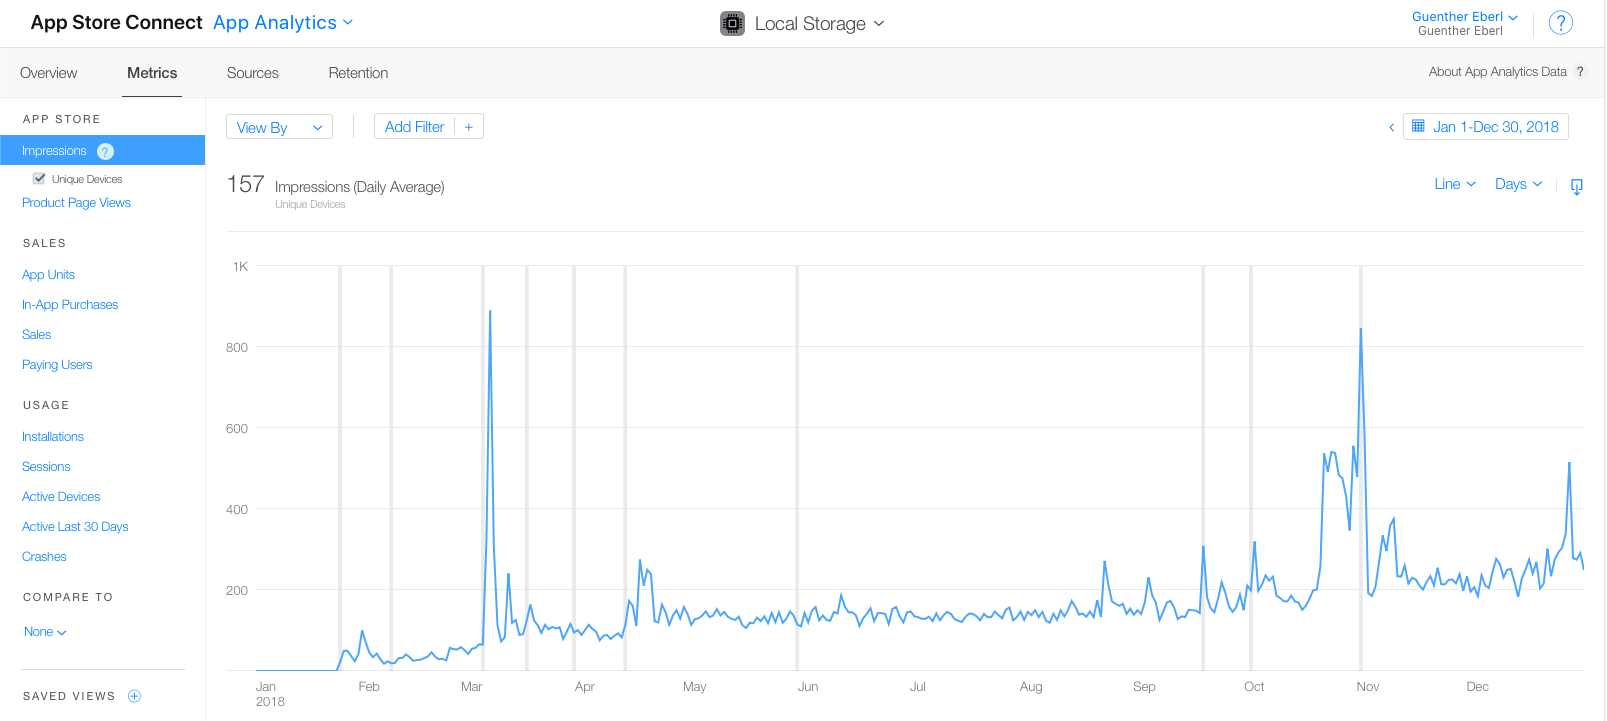 App Store Connect App Analytics
Local Storage
Guenther Eberl
Guenther Eberl
?
Overview
Metrics
Sources
Retention
About App Analytics Data ?
APP STORE
Impressions ?
Unique Devices
Product Page Views
SALES
App Units
In-App Purchases
Sales
Paying Users
USAGE
Installations
Sessions
Active Devices
Active Last 30 Days
Crashes
COMPARE TO
None
SAVED VIEWS
View By
Add Filter +
Jan 1-Dec 30, 2018
157 Impressions (Daily Average)
Unique Devices
Line
Days
1K
800
600
400
200
Jan Feb Mar Apr May Jun Jul Aug Sep Oct Nov Dec
2018